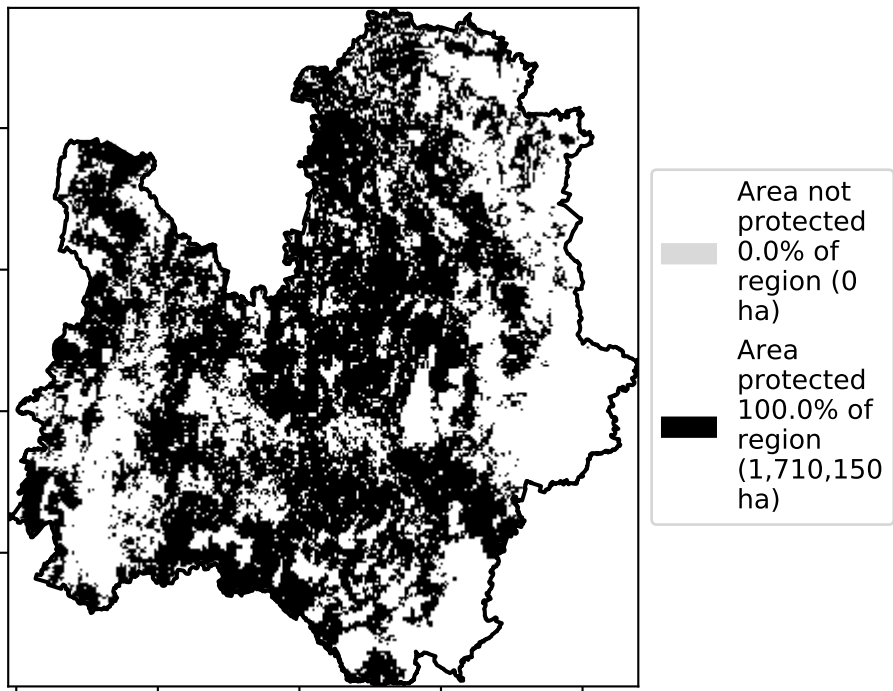 Area not
protected
0.0% of
region (0
ha)
Area
protected
100.0% of
region
(1,710,150
ha)